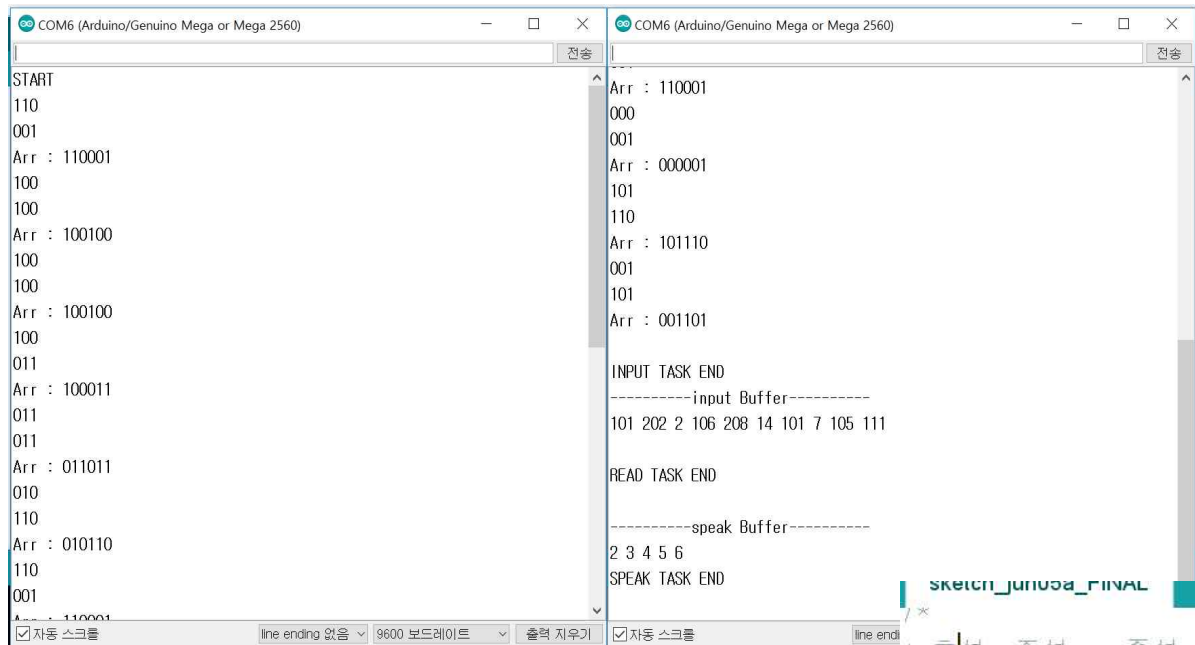 COM6 (Arduino/Genuino Mega or Mega 2560)
전송
START
110
001
Arr : 110001
100
100
Arr : 100100
100
100
Arr : 100100
100
011
Arr : 100011
011
011
Arr : 011011
010
110
Arr : 010110
110
001
Arr : 110001
자동 스크롤
line ending 없음
9600 보드레이트
출력 지우기
COM6 (Arduino/Genuino Mega or Mega 2560)
전송
001
Arr : 110001
000
001
Arr : 000001
101
110
Arr : 101110
001
101
Arr : 001101
INPUT TASK END
----------input Buffer----------
101 202 2 106 208 14 101 7 105 111
READ TASK END
----------speak Buffer----------
2 3 4 5 6
SPEAK TASK END
자동 스크롤
line endi
sketch_jun05a_FINAL
/*